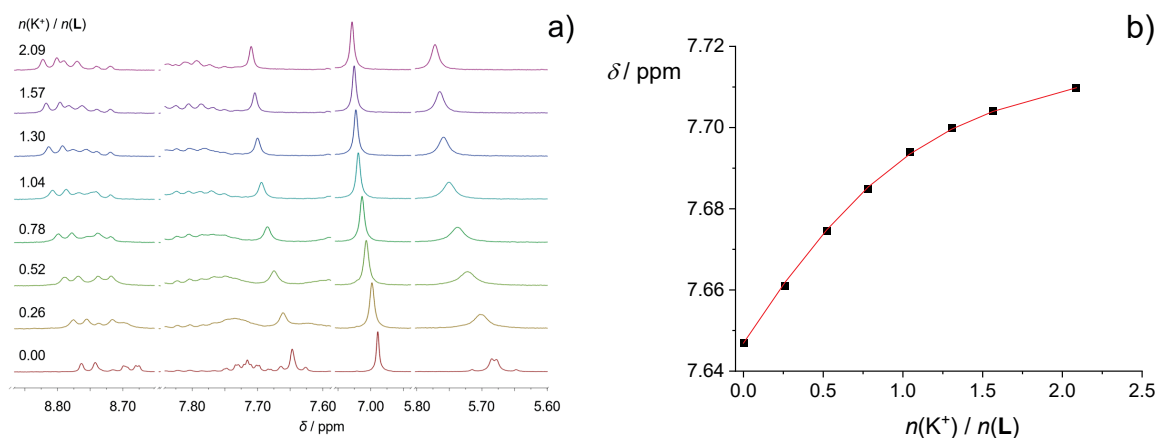 n(K⁺) / n(L)
a)
2.09
1.57
1.30
1.04
0.78
0.52
0.26
0.00
8.80 8.70 7.80 7.70 7.60 7.00 5.80 5.70 5.60
δ / ppm
b)
δ / ppm
7.72
7.70
7.68
7.66
7.64
0.0 0.5 1.0 1.5 2.0
n(K⁺) / n(L)